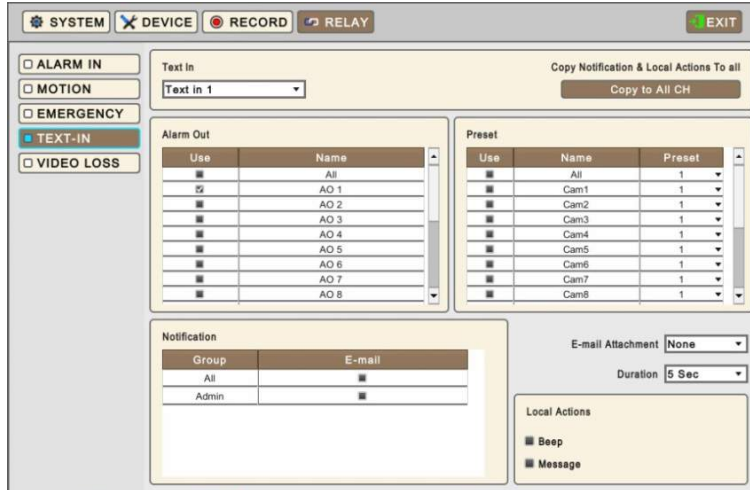 SYSTEM DEVICE RECORD RELAY EXIT
ALARM IN
MOTION
EMERGENCY
TEXT-IN
VIDEO LOSS
Text In
Copy Notification & Local Actions To all
Text in 1
Copy to All CH
Alarm Out
Use Name
All
AO 1
AO 2
AO 3
AO 4
AO 5
AO 6
AO 7
AO 8
Preset
Use Name Preset
All 1
Cam1 1
Cam2 1
Cam3 1
Cam4 1
Cam5 1
Cam6 1
Cam7 1
Cam8 1
Notification
Group E-mail
All
Admin
E-mail Attachment None
Duration 5 Sec
Local Actions
Beep
Message